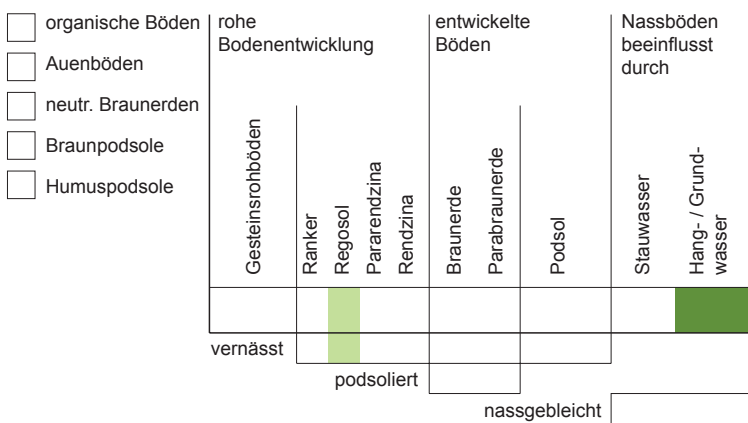 organische Böden
Auenböden
neutr. Braunerden
Braunpodsole
Humuspodsole
rohe
Bodenentwicklung
entwickelte
Böden
Nassböden
beeinflusst
durch
Gesteinsrohböden
Ranker
Regosol
Pararendzina
Rendzina
Braunerde
Parabraunerde
Podsol
Stauwasser
Hang- / Grund-
wasser
vernässt
podsoliert
nassgebleicht